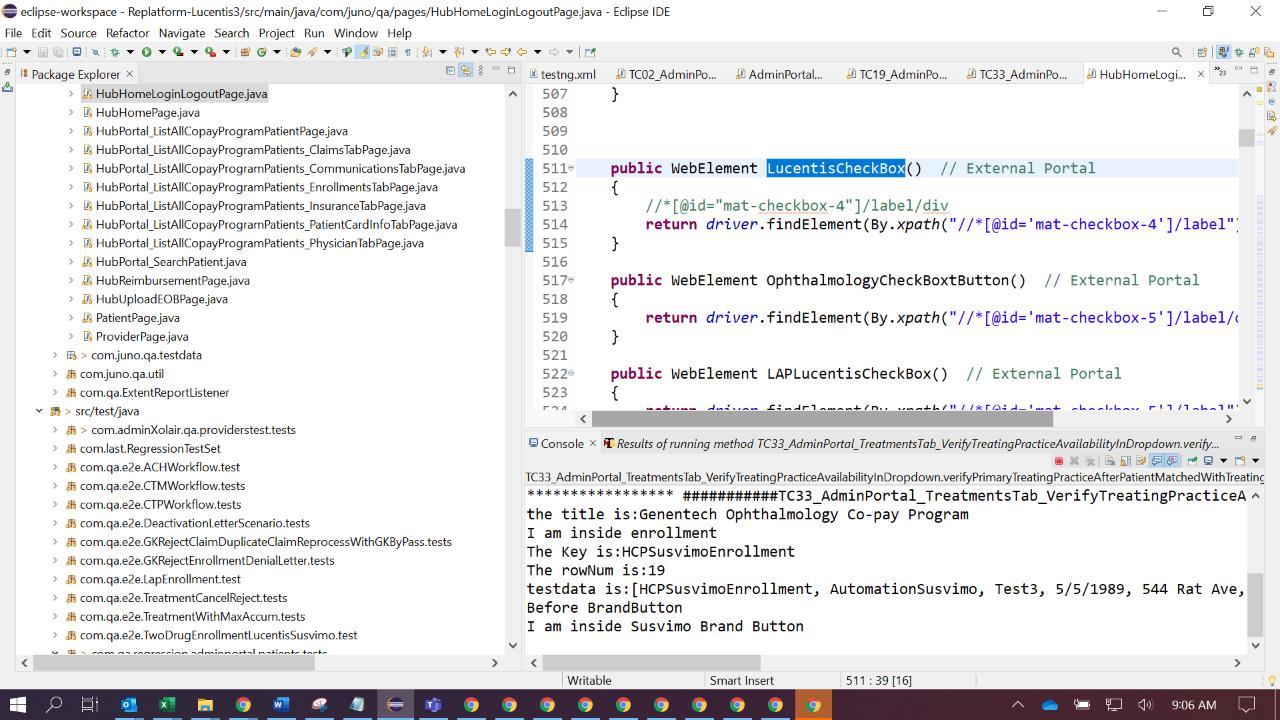 eclipse-workspace - Replatform-Lucentis3/src/main/java/com/juno/qa/pages/HubHomeLoginLogoutPage.java - Eclipse IDE
File Edit Source Refactor Navigate Search Project Run Window Help
Package Explorer
HubHomeLoginLogoutPage.java
HubHomePage.java
HubPortal_ListAllCopayProgramPatientPage.java
HubPortal_ListAllCopayProgramPatients_ClaimsTabPage.java
HubPortal_ListAllCopayProgramPatients_CommunicationsTabPage.java
HubPortal_ListAllCopayProgramPatients_EnrollmentsTabPage.java
HubPortal_ListAllCopayProgramPatients_InsuranceTabPage.java
HubPortal_ListAllCopayProgramPatients_PatientCardInfoTabPage.java
HubPortal_ListAllCopayProgramPatients_PhysicianTabPage.java
HubPortal_SearchPatient.java
HubReimbursementPage.java
HubUploadEOBPage.java
PatientPage.java
> ProviderPage.java
> com.juno.qa.testdata
com.juno.qa.util
com.qa.ExtentReportListener
> src/test/java
> com.adminXolair.qa.providerstest.tests
com.last.RegressionTestSet
com.qa.e2e.ACHWorkflow.test
com.qa.e2e.CTMWorkflow.tests
com.qa.e2e.CTPWorkflow.tests
com.qa.e2e.DeactivationLetterScenario.tests
com.qa.e2e.GKRejectClaimDuplicateClaimReprocessWithGKByPass.tests
com.qa.e2e.GKRejectEnrollmentDenialLetter.tests
com.qa.e2e.LapEnrollment.test
com.qa.e2e.TreatmentCancelReject.tests
com.qa.e2e.TreatmentWithMaxAccum.tests
com.qa.e2e.TwoDrugEnrollmentLucentisSusvimo.test
com.qa.regression.adminportal.patients.tests
testng.xml TC02_AdminPo... AdminPortal... TC19_AdminPo... TC33_AdminPo... HubHomeLogi... »23
507 }
508
509
510
511 public WebElement LucentisCheckBox() // External Portal
512 {
513 //*[@id="mat-checkbox-4"]/label/div
514 return driver.findElement(By.xpath("//*[@id='mat-checkbox-4']/label")
515 }
516
517 public WebElement OphthalmologyCheckBoxtButton() // External Portal
518 {
519 return driver.findElement(By.xpath("//*[@id='mat-checkbox-5']/label/
520 }
521
522 public WebElement LAPLucentisCheckBox() // External Portal
523 {
524 return driver.findElement(By.xpath("//*[@id='mat-checkbox-5']/label"
Console Results of running method TC33_AdminPortal_TreatmentsTab_VerifyTreatingPracticeAvailabilityInDropdown.verify...
TC33_AdminPortal_TreatmentsTab_VerifyTreatingPracticeAvailabilityInDropdown.verifyPrimaryTreatingPracticeAfterPatientMatchedWithTreating
***************** ###########TC33_AdminPortal_TreatmentsTab_VerifyTreatingPracticeA
the title is:Genentech Ophthalmology Co-pay Program
I am inside enrollment
The Key is:HCPSusvimoEnrollment
The rowNum is:19
testdata is:[HCPSusvimoEnrollment, AutomationSusvimo, Test3, 5/5/1989, 544 Rat Ave,
Before BrandButton
I am inside Susvimo Brand Button
Writable Smart Insert 511 : 39 [16]
9:06 AM